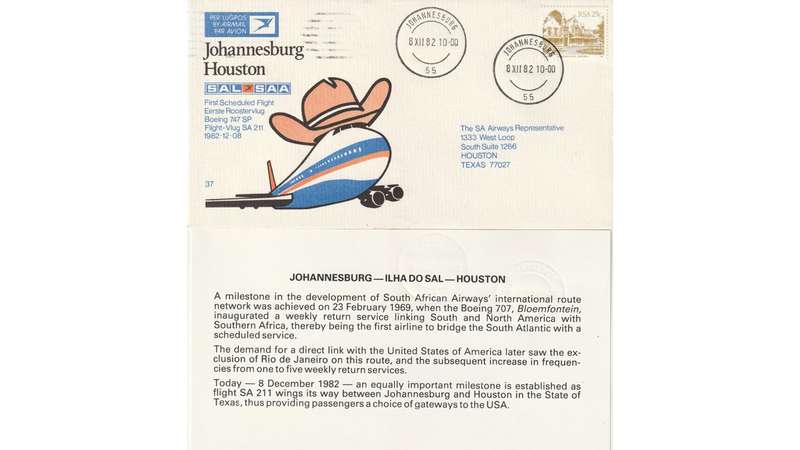 PER LUGPOS
BY AIRMAIL
PAR AVION
Johannesburg
Houston
SAL SAA
First Scheduled Flight
Eerste Roostervlug
Boeing 747 SP
Flight-Vlug SA 211
1982-12-08
37
JOHANNESBURG
8 XII 82 10-00
55
JOHANNESBURG
8 XII 82 10-00
55
RSA 25c
The SA Airways Representative
1333 West Loop
South Suite 1266
HOUSTON
TEXAS 77027
JOHANNESBURG — ILHA DO SAL — HOUSTON
A milestone in the development of South African Airways' international route
network was achieved on 23 February 1969, when the Boeing 707, Bloemfontein,
inaugurated a weekly return service linking South and North America with
Southern Africa, thereby being the first airline to bridge the South Atlantic with a
scheduled service.
The demand for a direct link with the United States of America later saw the ex-
clusion of Rio de Janeiro on this route, and the subsequent increase in frequen-
cies from one to five weekly return services.
Today — 8 December 1982 — an equally important milestone is established as
flight SA 211 wings its way between Johannesburg and Houston in the State of
Texas, thus providing passengers a choice of gateways to the USA.